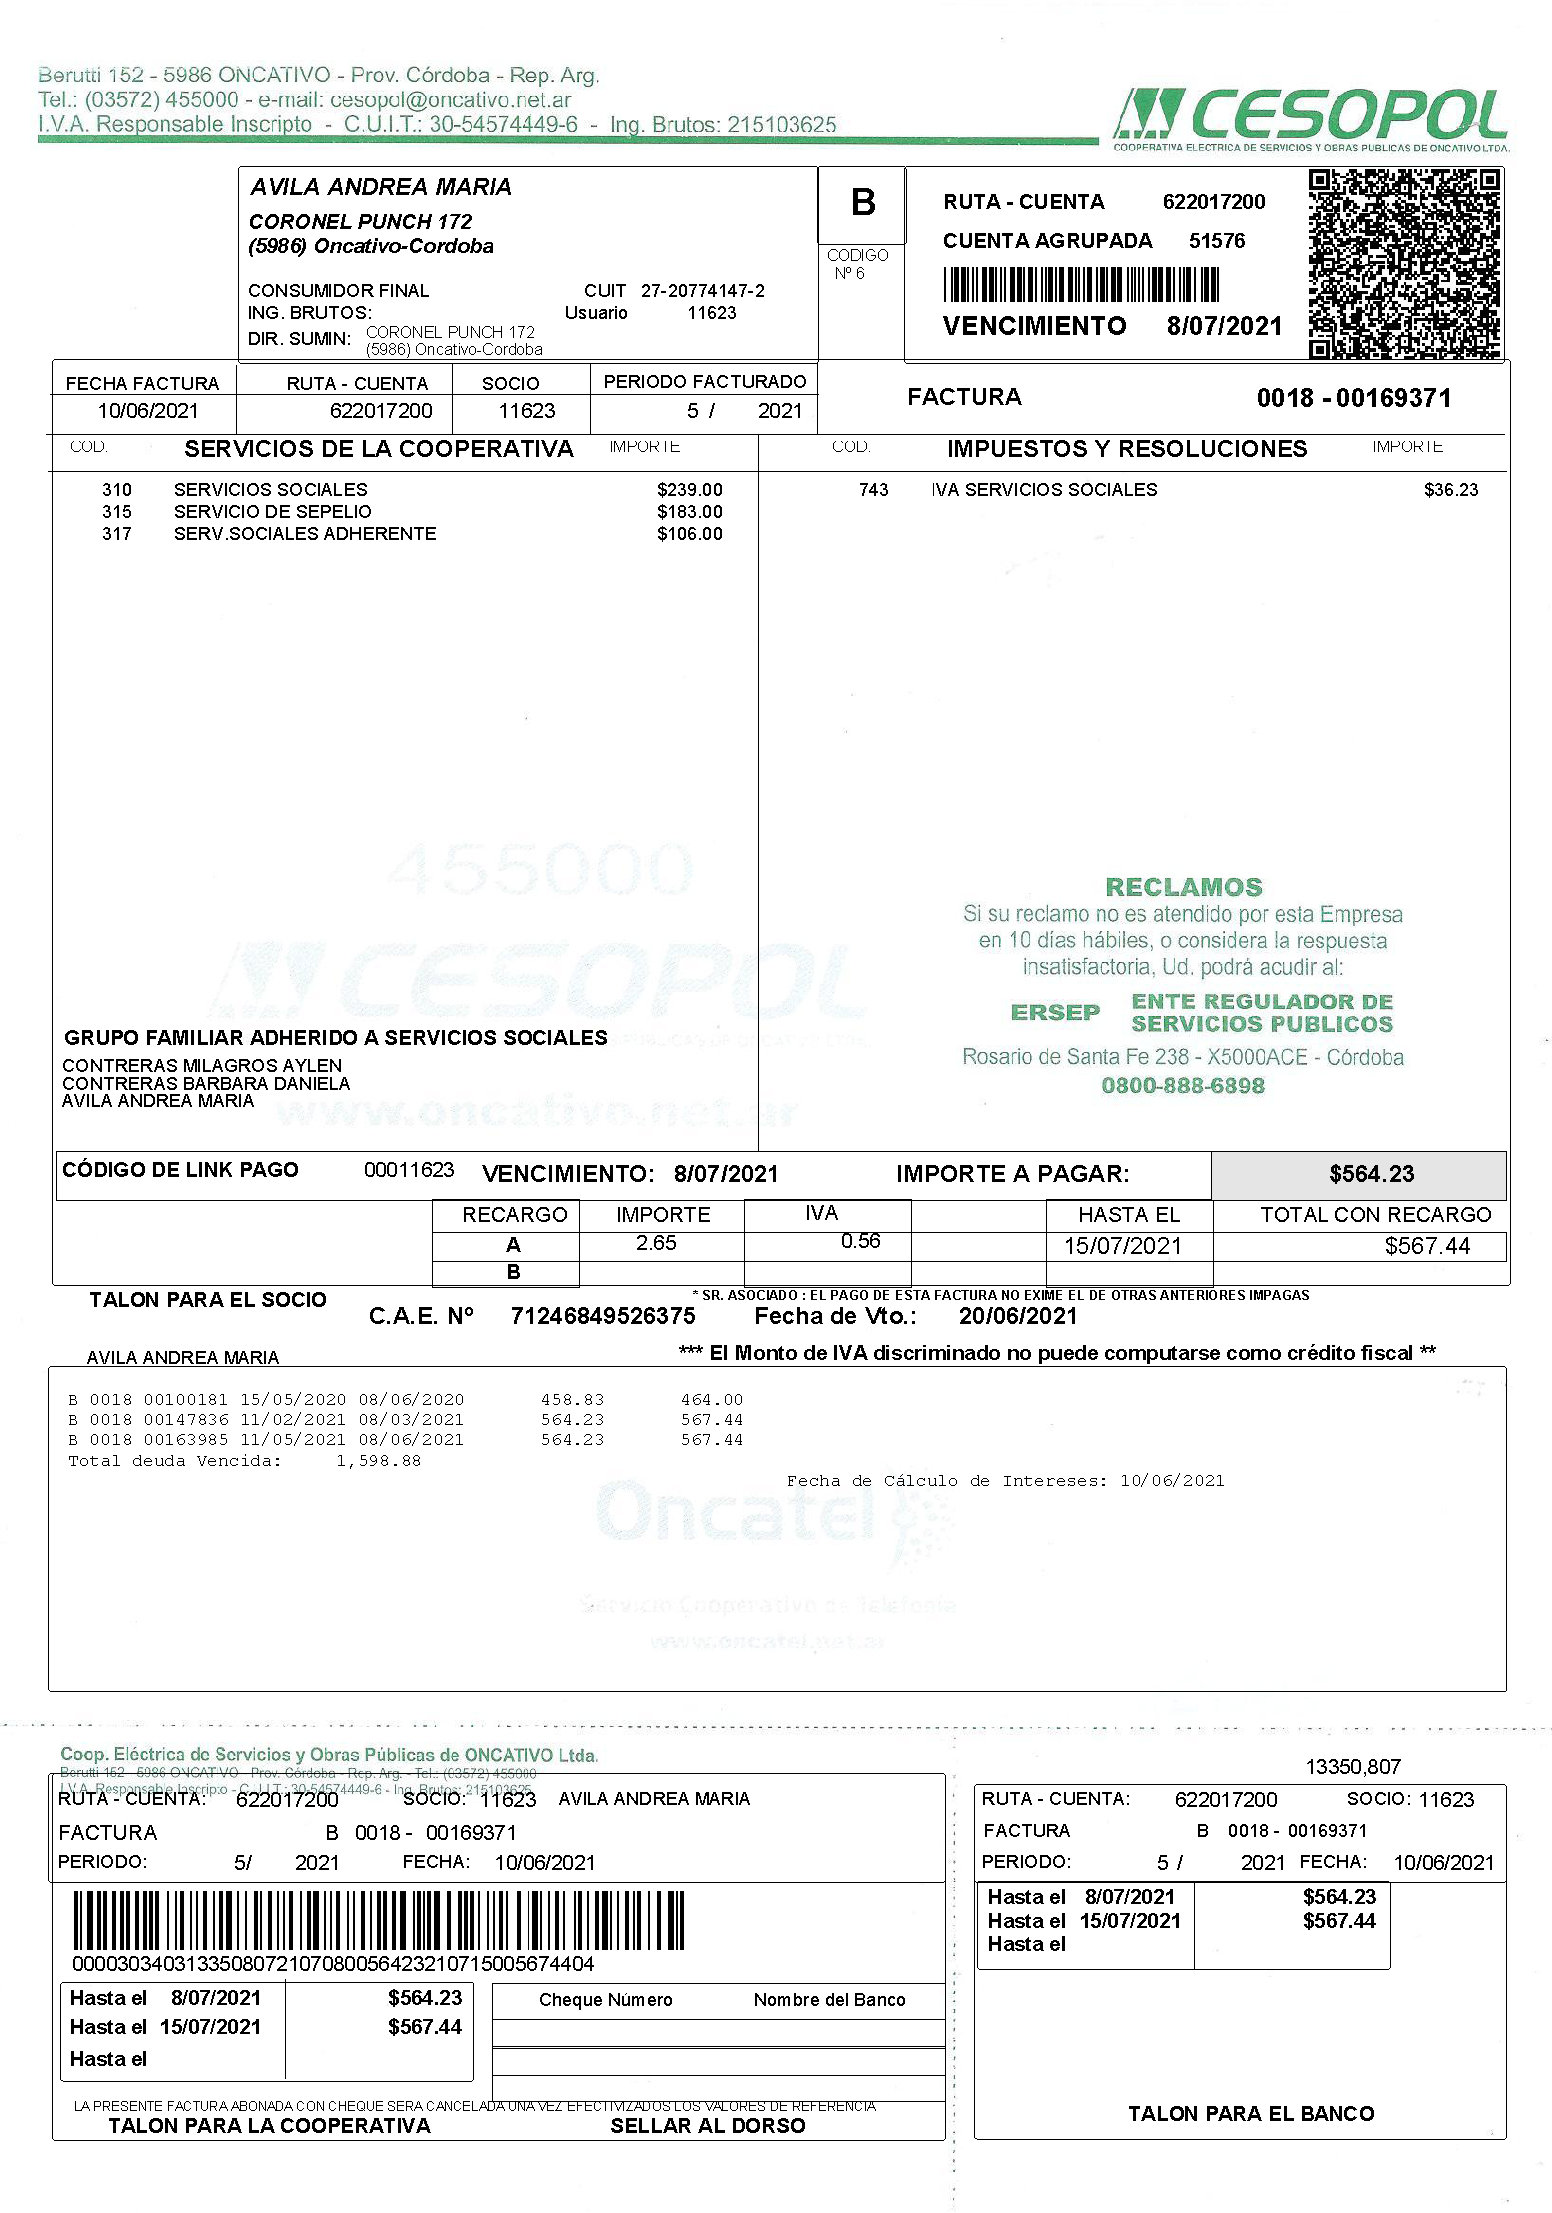 Berutti 152 - 5986 ONCATIVO - Prov. Córdoba - Rep. Arg.
Tel.: (03572) 455000 - e-mail: cesopol@oncativo.net.ar
I.V.A. Responsable Inscripto - C.U.I.T.: 30-54574449-6 - Ing. Brutos: 215103625
CESOPOL
COOPERATIVA ELECTRICA DE SERVICIOS Y OBRAS PUBLICAS DE ONCATIVO LTDA.
AVILA ANDREA MARIA
CORONEL PUNCH 172
(5986) Oncativo-Cordoba
CONSUMIDOR FINAL CUIT 27-20774147-2
ING. BRUTOS: Usuario 11623
DIR. SUMIN: CORONEL PUNCH 172
(5986) Oncativo-Cordoba
B
CODIGO
Nº 6
RUTA - CUENTA 622017200
CUENTA AGRUPADA 51576
VENCIMIENTO 8/07/2021
FECHA FACTURA RUTA - CUENTA SOCIO PERIODO FACTURADO
10/06/2021 622017200 11623 5 / 2021
FACTURA 0018 - 00169371
COD. SERVICIOS DE LA COOPERATIVA IMPORTE COD. IMPUESTOS Y RESOLUCIONES IMPORTE
310 SERVICIOS SOCIALES $239.00 743 IVA SERVICIOS SOCIALES $36.23
315 SERVICIO DE SEPELIO $183.00
317 SERV.SOCIALES ADHERENTE $106.00
455000
CESOPOL
RECLAMOS
Si su reclamo no es atendido por esta Empresa
en 10 días hábiles, o considera la respuesta
insatisfactoria, Ud. podrá acudir al:
ERSEP ENTE REGULADOR DE
SERVICIOS PUBLICOS
Rosario de Santa Fe 238 - X5000ACE - Córdoba
0800-888-6898
GRUPO FAMILIAR ADHERIDO A SERVICIOS SOCIALES
CONTRERAS MILAGROS AYLEN
CONTRERAS BARBARA DANIELA
AVILA ANDREA MARIA
www.oncativo.net.ar
CÓDIGO DE LINK PAGO 00011623 VENCIMIENTO: 8/07/2021 IMPORTE A PAGAR: $564.23
RECARGO IMPORTE IVA HASTA EL TOTAL CON RECARGO
A 2.65 0.56 15/07/2021 $567.44
B
TALON PARA EL SOCIO * SR. ASOCIADO : EL PAGO DE ESTA FACTURA NO EXIME EL DE OTRAS ANTERIORES IMPAGAS
C.A.E. Nº 71246849526375 Fecha de Vto.: 20/06/2021
AVILA ANDREA MARIA *** El Monto de IVA discriminado no puede computarse como crédito fiscal **
B 0018 00100181 15/05/2020 08/06/2020 458.83 464.00
B 0018 00147836 11/02/2021 08/03/2021 564.23 567.44
B 0018 00163985 11/05/2021 08/06/2021 564.23 567.44
Total deuda Vencida: 1,598.88
Fecha de Cálculo de Intereses: 10/06/2021
Oncatel
Servicio Cooperativo de Telefonía
www.oncatel.net.ar
Coop. Eléctrica de Servicios y Obras Públicas de ONCATIVO Ltda.
Berutti 152 - 5986 ONCATIVO - Prov. Córdoba - Rep. Arg. - Tel.: (03572) 455000
I.V.A. Responsable Inscripto - C.U.I.T.: 30-54574449-6 - Ing. Brutos: 215103625
RUTA - CUENTA: 622017200 SOCIO: 11623 AVILA ANDREA MARIA
FACTURA B 0018 - 00169371
PERIODO: 5/ 2021 FECHA: 10/06/2021
00003034031335080721070800564232107150056744​04
Hasta el 8/07/2021 $564.23
Hasta el 15/07/2021 $567.44
Hasta el
Cheque Número Nombre del Banco
LA PRESENTE FACTURA ABONADA CON CHEQUE SERA CANCELADA UNA VEZ EFECTIVIZADOS LOS VALORES DE REFERENCIA
TALON PARA LA COOPERATIVA SELLAR AL DORSO
13350,807
RUTA - CUENTA: 622017200 SOCIO: 11623
FACTURA B 0018 - 00169371
PERIODO: 5 / 2021 FECHA: 10/06/2021
Hasta el 8/07/2021 $564.23
Hasta el 15/07/2021 $567.44
Hasta el
TALON PARA EL BANCO